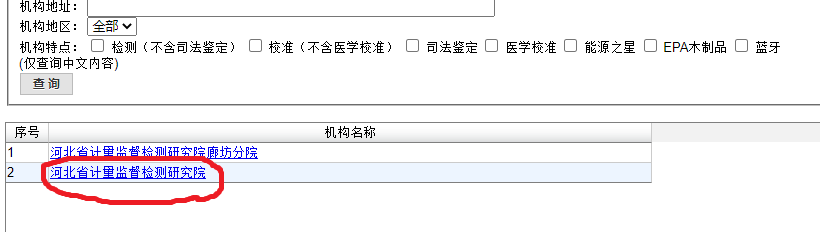 机构地址：
机构地区： 全部
机构特点： 检测（不含司法鉴定） 校准（不含医学校准） 司法鉴定 医学校准 能源之星 EPA木制品 蓝牙
(仅查询中文内容)
查 询
序号 机构名称
1 河北省计量监督检测研究院廊坊分院
2 河北省计量监督检测研究院